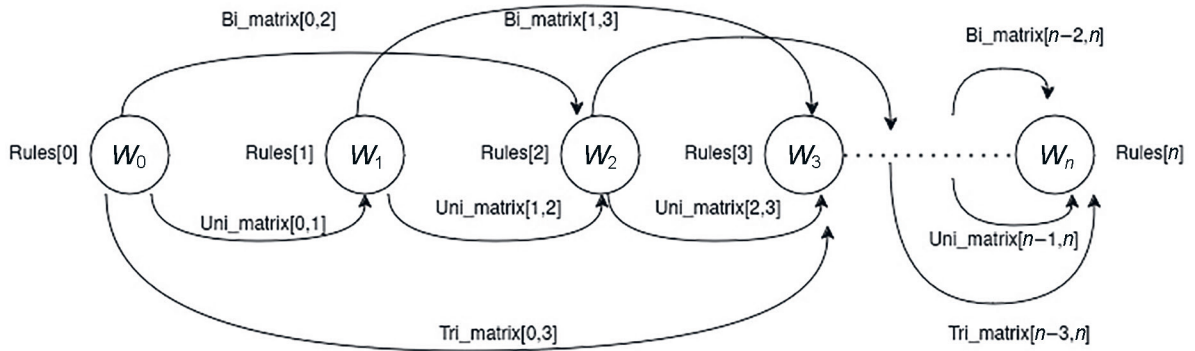 Bi_matrix[0,2]
Bi_matrix[1,3]
Bi_matrix[n−2,n]
Rules[0]
W0
Rules[1]
W1
Rules[2]
W2
Rules[3]
W3
Wn
Rules[n]
Uni_matrix[0,1]
Uni_matrix[1,2]
Uni_matrix[2,3]
Uni_matrix[n−1,n]
Tri_matrix[0,3]
Tri_matrix[n−3,n]